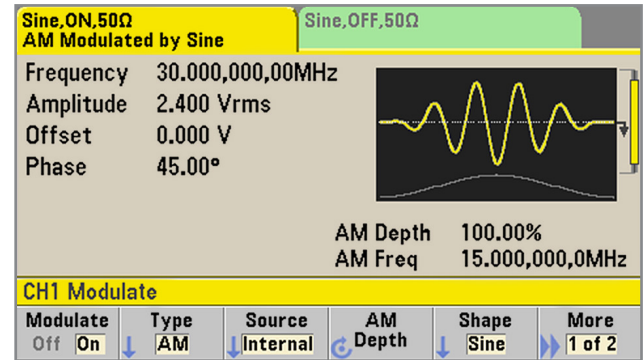 Sine,ON,50Ω
AM Modulated by Sine
Sine,OFF,50Ω
Frequency 30.000,000,00MHz
Amplitude 2.400 Vrms
Offset 0.000 V
Phase 45.00°
AM Depth 100.00%
AM Freq 15.000,000,0MHz
CH1 Modulate
Modulate Type Source AM Shape More
Off On AM Internal Depth Sine 1 of 2